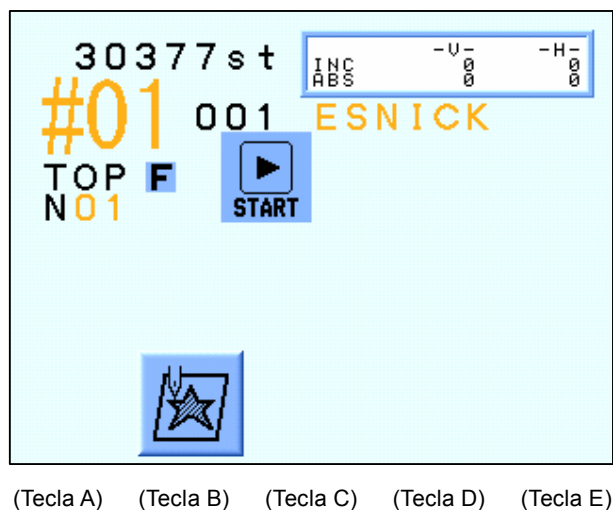 30377st
-V- -H-
INC 0 0
ABS 0 0
#01 001 ESNICK
TOP F
N01
START
(Tecla A) (Tecla B) (Tecla C) (Tecla D) (Tecla E)